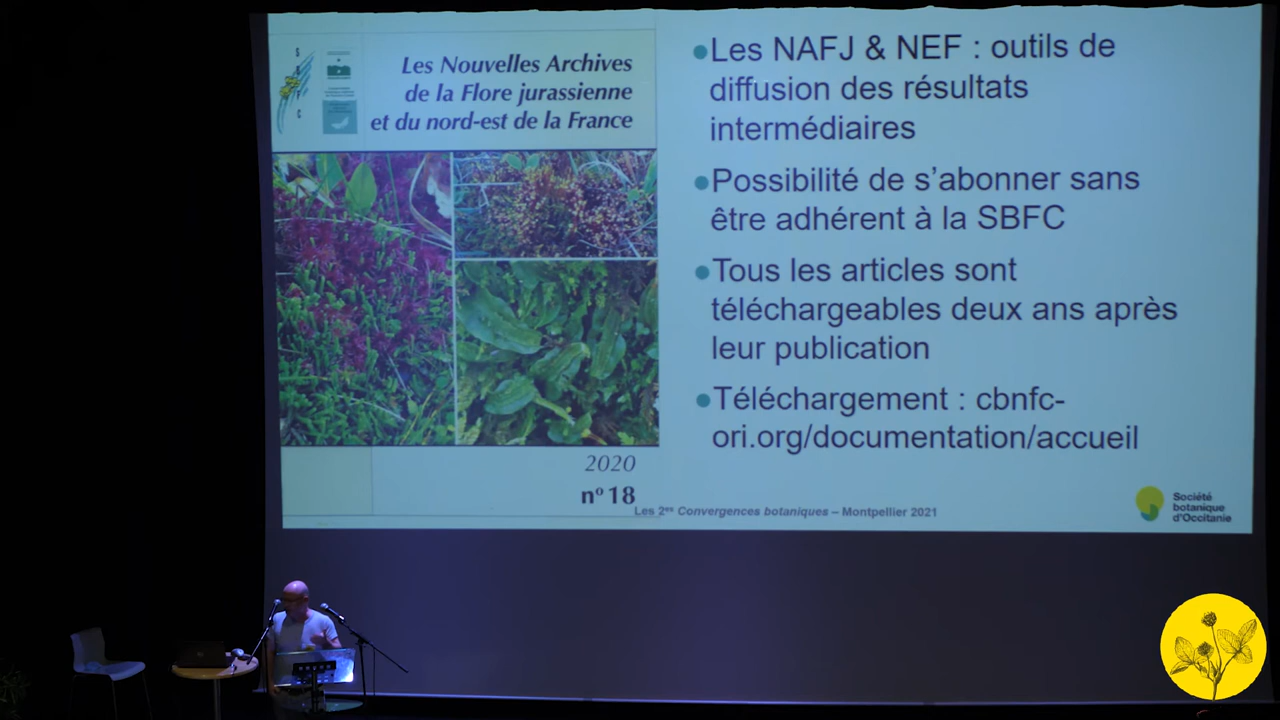 S
B
F
C
Les Nouvelles Archives
de la Flore jurassienne
et du nord-est de la France
2020
nº 18
●Les NAFJ & NEF : outils de
diffusion des résultats
intermédiaires
●Possibilité de s’abonner sans
être adhérent à la SBFC
●Tous les articles sont
téléchargeables deux ans après
leur publication
●Téléchargement : cbnfc-
ori.org/documentation/accueil
Les 2es Convergences botaniques – Montpellier 2021
Société
botanique
d'Occitanie